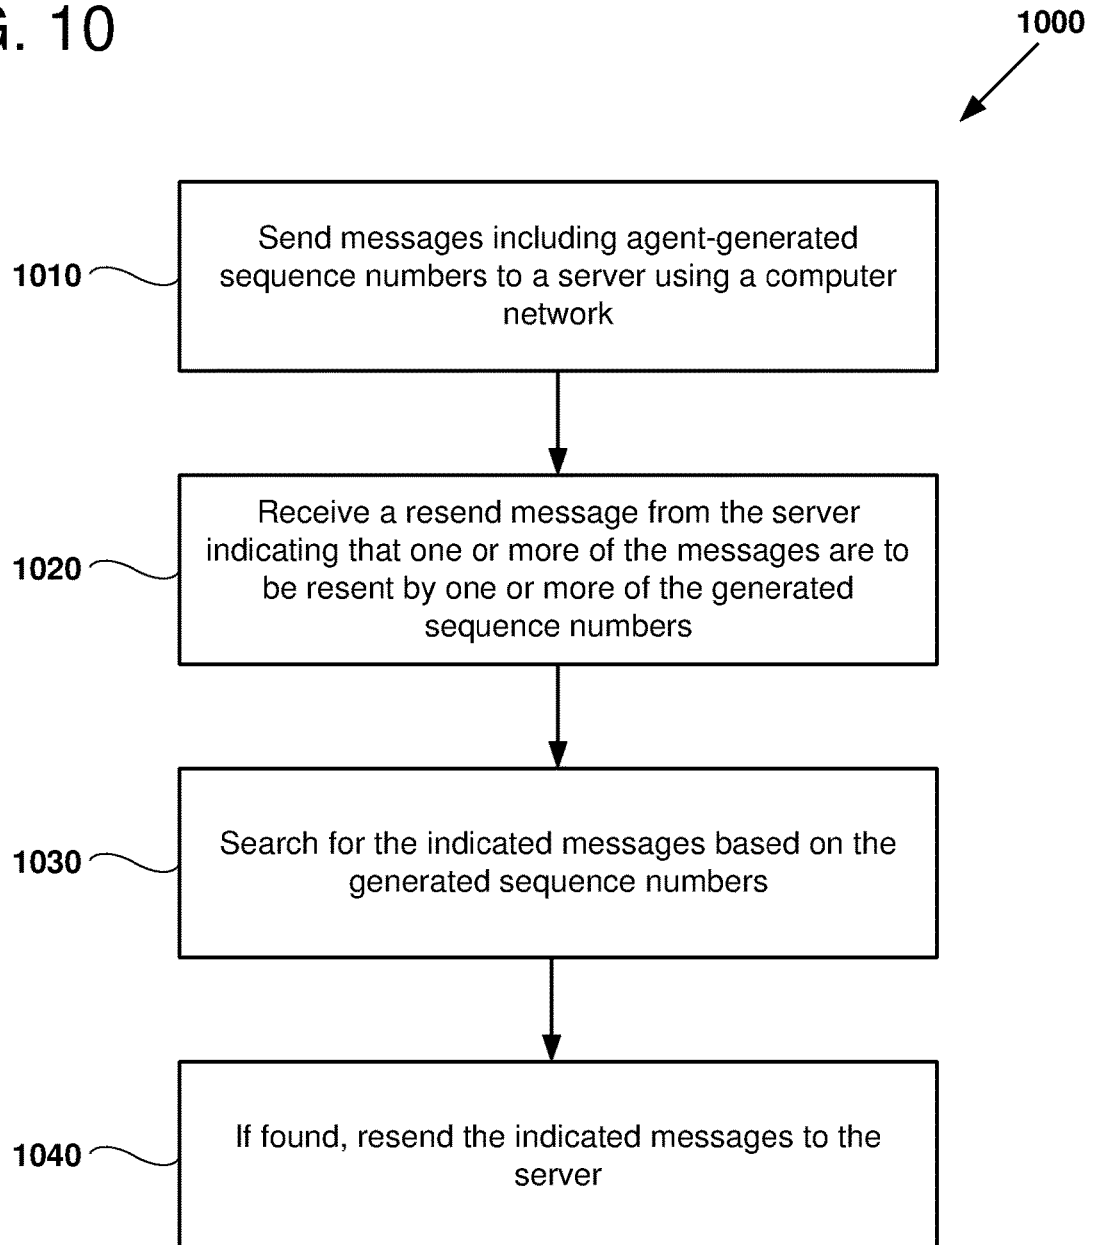 G. 10
1000
Send messages including agent-generated
sequence numbers to a server using a computer
network
1010
Receive a resend message from the server
indicating that one or more of the messages are to
be resent by one or more of the generated
sequence numbers
1020
Search for the indicated messages based on the
generated sequence numbers
1030
If found, resend the indicated messages to the
server
1040